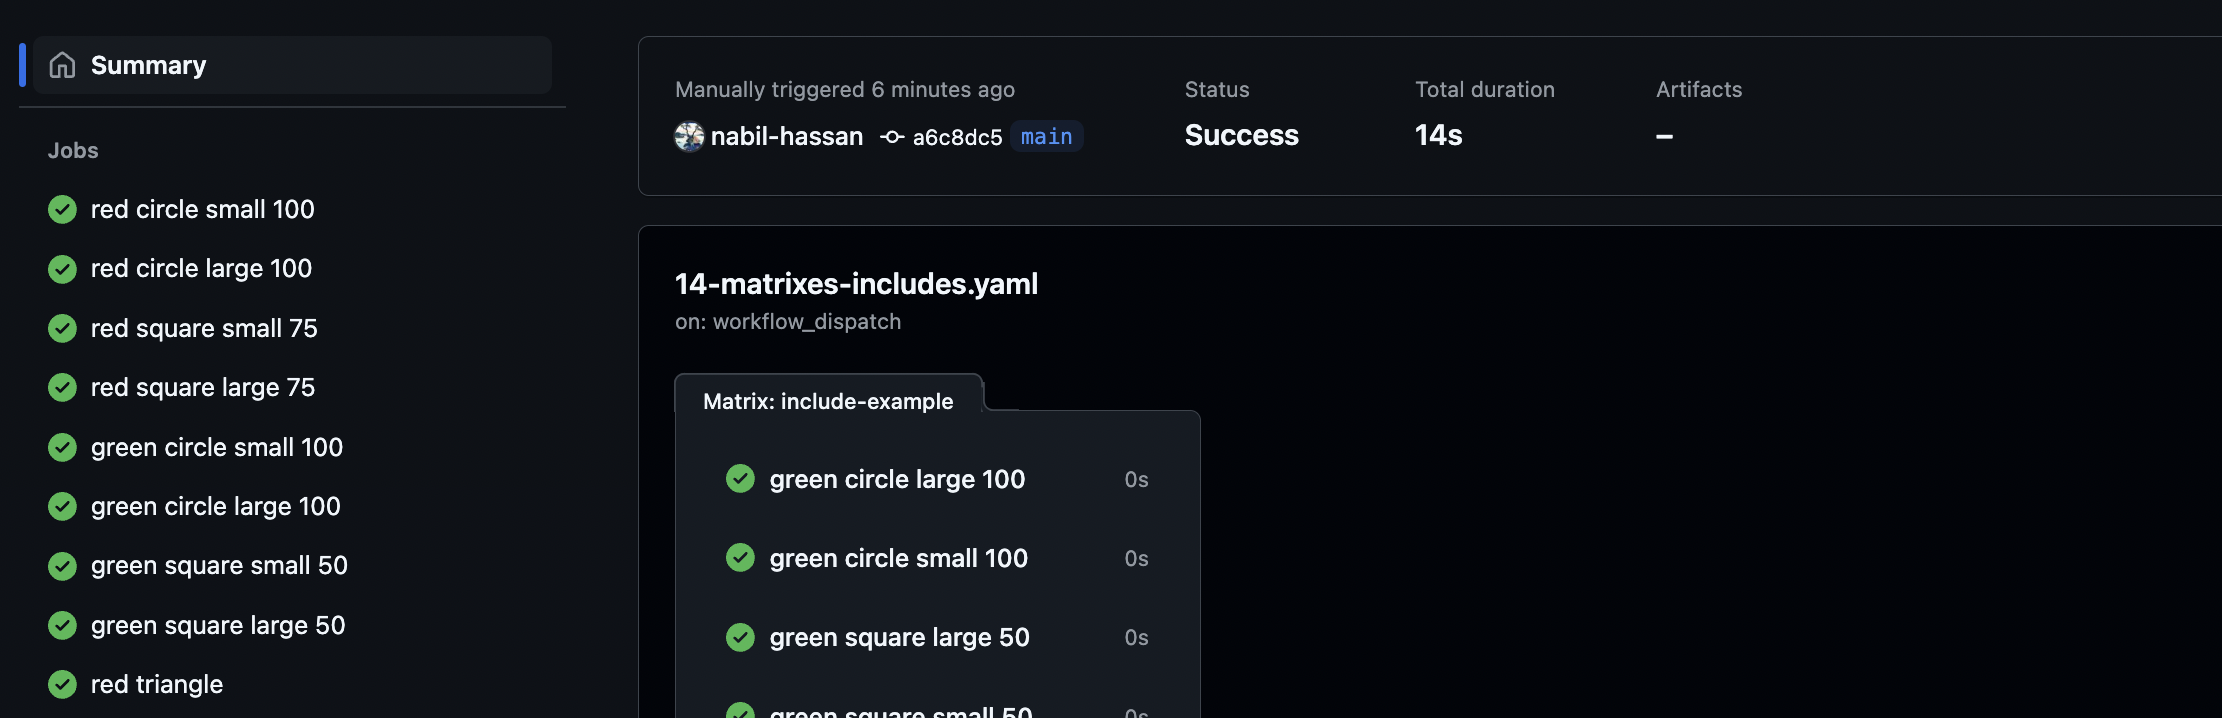 Summary
Jobs
red circle small 100
red circle large 100
red square small 75
red square large 75
green circle small 100
green circle large 100
green square small 50
green square large 50
red triangle
Manually triggered 6 minutes ago
nabil-hassan a6c8dc5 main
Status
Success
Total duration
14s
Artifacts
–
14-matrixes-includes.yaml
on: workflow_dispatch
Matrix: include-example
green circle large 100 0s
green circle small 100 0s
green square large 50 0s
green square small 50 0s